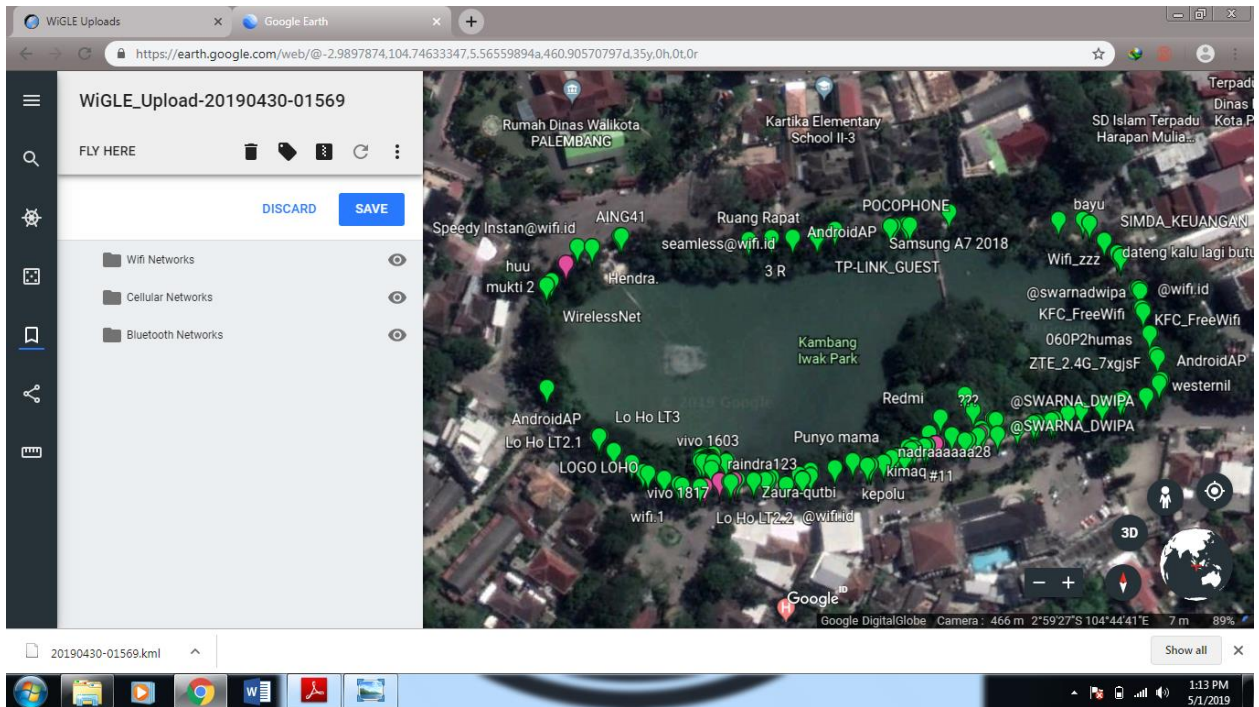 WiGLE Uploads
Google Earth
https://earth.google.com/web/@-2.9897874,104.74633347,5.56559894a,460.90570797d,35y,0h,0t,0r
WiGLE_Upload-20190430-01569
FLY HERE
DISCARD
SAVE
Wifi Networks
Cellular Networks
Bluetooth Networks
Rumah Dinas Walikota
PALEMBANG
Kartika Elementary
School II-3
SD Islam Terpadu
Harapan Mulia...
Terpadu
Dinas
Kota P
Speedy Instan@wifi.id
AING41
Ruang Rapat
seamless@wifi.id
AndroidAP
POCOPHONE
Samsung A7 2018
bayu
SIMDA_KEUANGAN
huu
mukti 2
Hendra.
3 R
TP-LINK_GUEST
Wifi_zzz
dateng kalu lagi butu
WirelessNet
@swarnadwipa
@wifi.id
KFC_FreeWifi
KFC_FreeWifi
Kambang
Iwak Park
060P2humas
ZTE_2.4G_7xgjsF
AndroidAP
westernil
AndroidAP
Lo Ho LT3
Redmi
???
@SWARNA_DWIPA
Lo Ho LT2.1
vivo 1603
Punyo mama
@SWARNA_DWIPA
LOGO LOHO
raindra123
nadraaaaaa28
kimaq
#11
vivo 1817
Zaura-qutbi
kepolu
wifi.1
Lo Ho LT2.2
@wifi.id
3D
Google
Google DigitalGlobe Camera: 466 m 2°59'27"S 104°44'41"E 7 m 89%
20190430-01569.kml
Show all
1:13 PM
5/1/2019